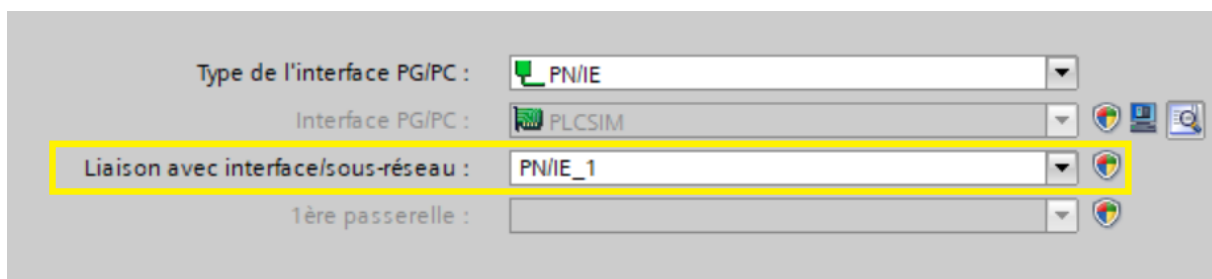 Type de l'interface PG/PC : PN/IE
Interface PG/PC : PLCSIM
Liaison avec interface/sous-réseau : PN/IE_1
1ère passerelle :